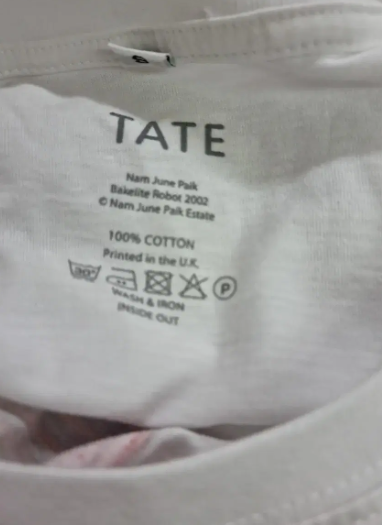 S
TATE
Nam June Paik
Bakelite Robot 2002
© Nam June Paik Estate
100% COTTON
Printed in the U.K.
30° P
WASH & IRON
INSIDE OUT